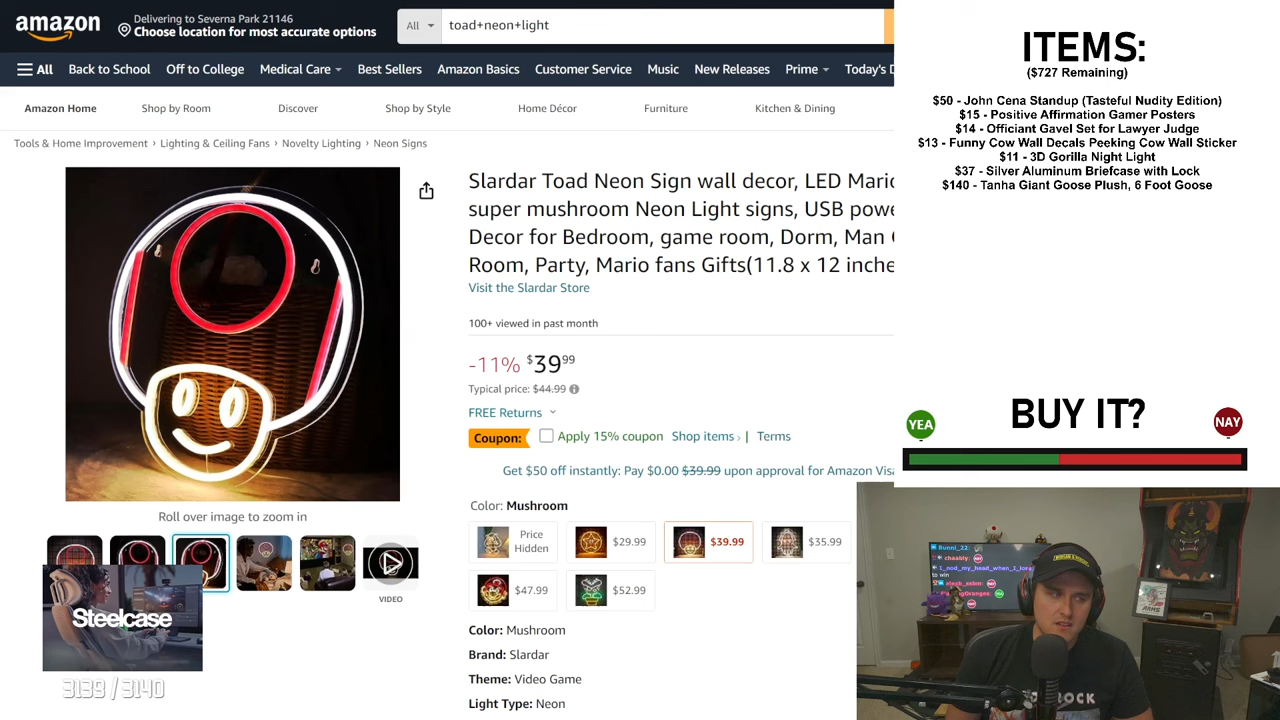 amazon
Delivering to Severna Park 21146
Choose location for most accurate options
All
toad+neon+light
All
Back to School
Off to College
Medical Care
Best Sellers
Amazon Basics
Customer Service
Music
New Releases
Prime
Today's D
Amazon Home
Shop by Room
Discover
Shop by Style
Home Décor
Furniture
Kitchen & Dining
Tools & Home Improvement › Lighting & Ceiling Fans › Novelty Lighting › Neon Signs
Slardar Toad Neon Sign wall decor, LED Mario
super mushroom Neon Light signs, USB powe
Decor for Bedroom, game room, Dorm, Man C
Room, Party, Mario fans Gifts(11.8 x 12 inche
Visit the Slardar Store
100+ viewed in past month
-11% $39 99
Typical price: $44.99
FREE Returns
Coupon: Apply 15% coupon Shop items › | Terms
Get $50 off instantly: Pay $0.00 $39.99 upon approval for Amazon Visa
Color: Mushroom
Price Hidden
$29.99
$39.99
$35.99
$47.99
$52.99
Color: Mushroom
Brand: Slardar
Theme: Video Game
Light Type: Neon
Roll over image to zoom in
VIDEO
Steelcase
3139 / 3140
ITEMS:
($727 Remaining)
$50 - John Cena Standup (Tasteful Nudity Edition)
$15 - Positive Affirmation Gamer Posters
$14 - Officiant Gavel Set for Lawyer Judge
$13 - Funny Cow Wall Decals Peeking Cow Wall Sticker
$11 - 3D Gorilla Night Light
$37 - Silver Aluminum Briefcase with Lock
$140 - Tanha Giant Goose Plush, 6 Foot Goose
BUY IT?
YEA
NAY
Bunni_22:
chaably:
to win